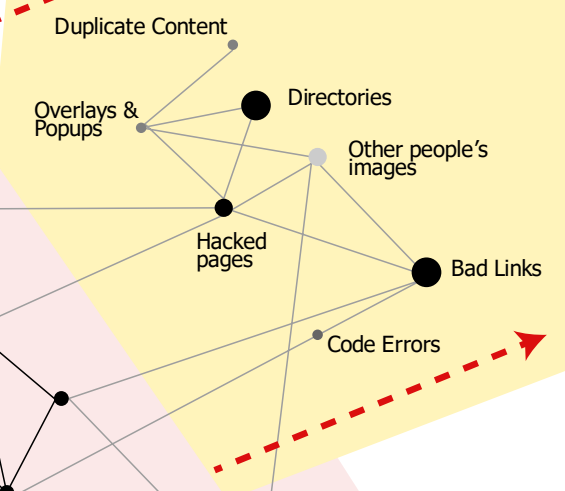 Duplicate Content
Directories
Overlays &
Popups
Other people's
images
Hacked
pages
Bad Links
Code Errors